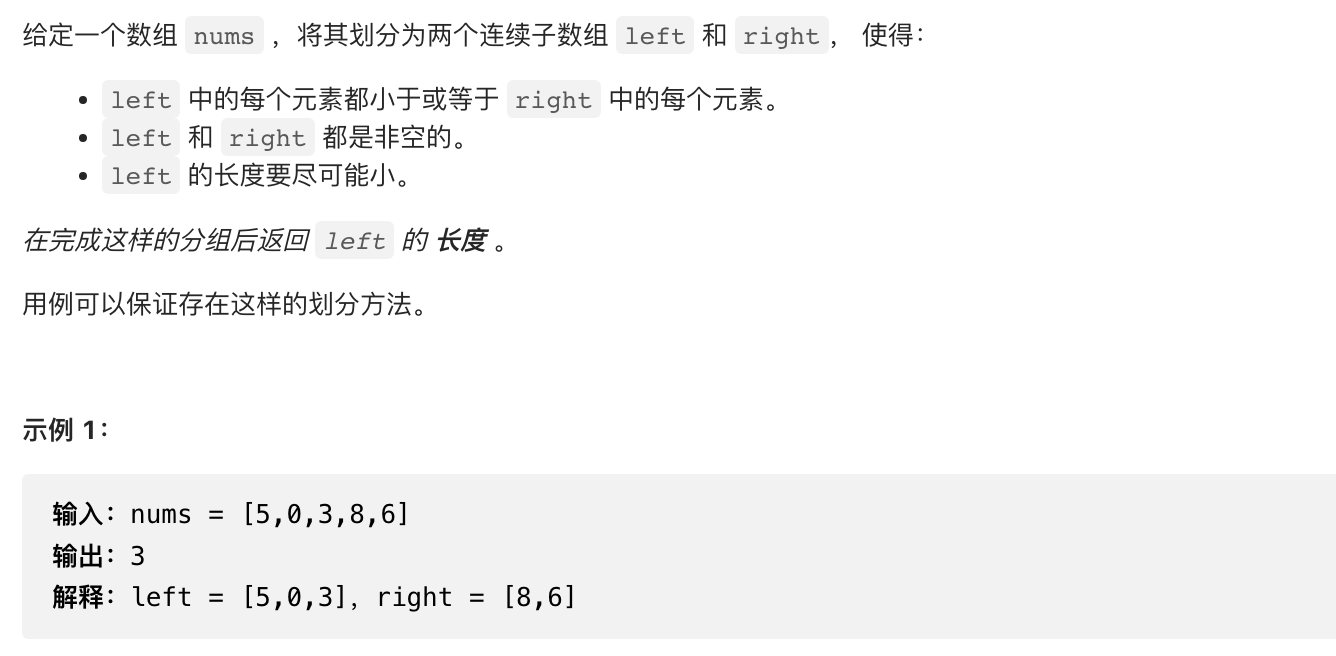 给定一个数组 nums ，将其划分为两个连续子数组 left 和 right， 使得：
• left 中的每个元素都小于或等于 right 中的每个元素。
• left 和 right 都是非空的。
• left 的长度要尽可能小。
在完成这样的分组后返回 left 的 长度 。
用例可以保证存在这样的划分方法。
示例 1：
输入：nums = [5,0,3,8,6]
输出：3
解释：left = [5,0,3]，right = [8,6]